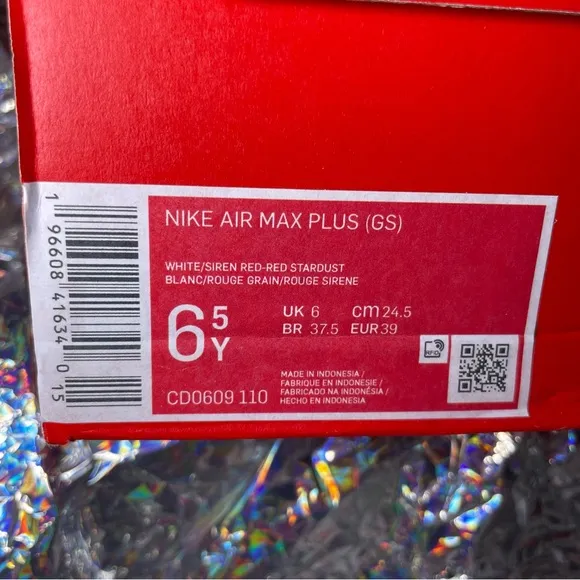 NIKE AIR MAX PLUS (GS)
WHITE/SIREN RED-RED STARDUST
BLANC/ROUGE GRAIN/ROUGE SIRENE
6 5 Y
UK 6 cm 24.5
BR 37.5 EUR 39
RFID
CD0609 110
MADE IN INDONESIA /
FABRIQUE EN INDONESIE /
FABRICADO NA INDONÉSIA /
HECHO EN INDONESIA
1 96608 41634 0 15